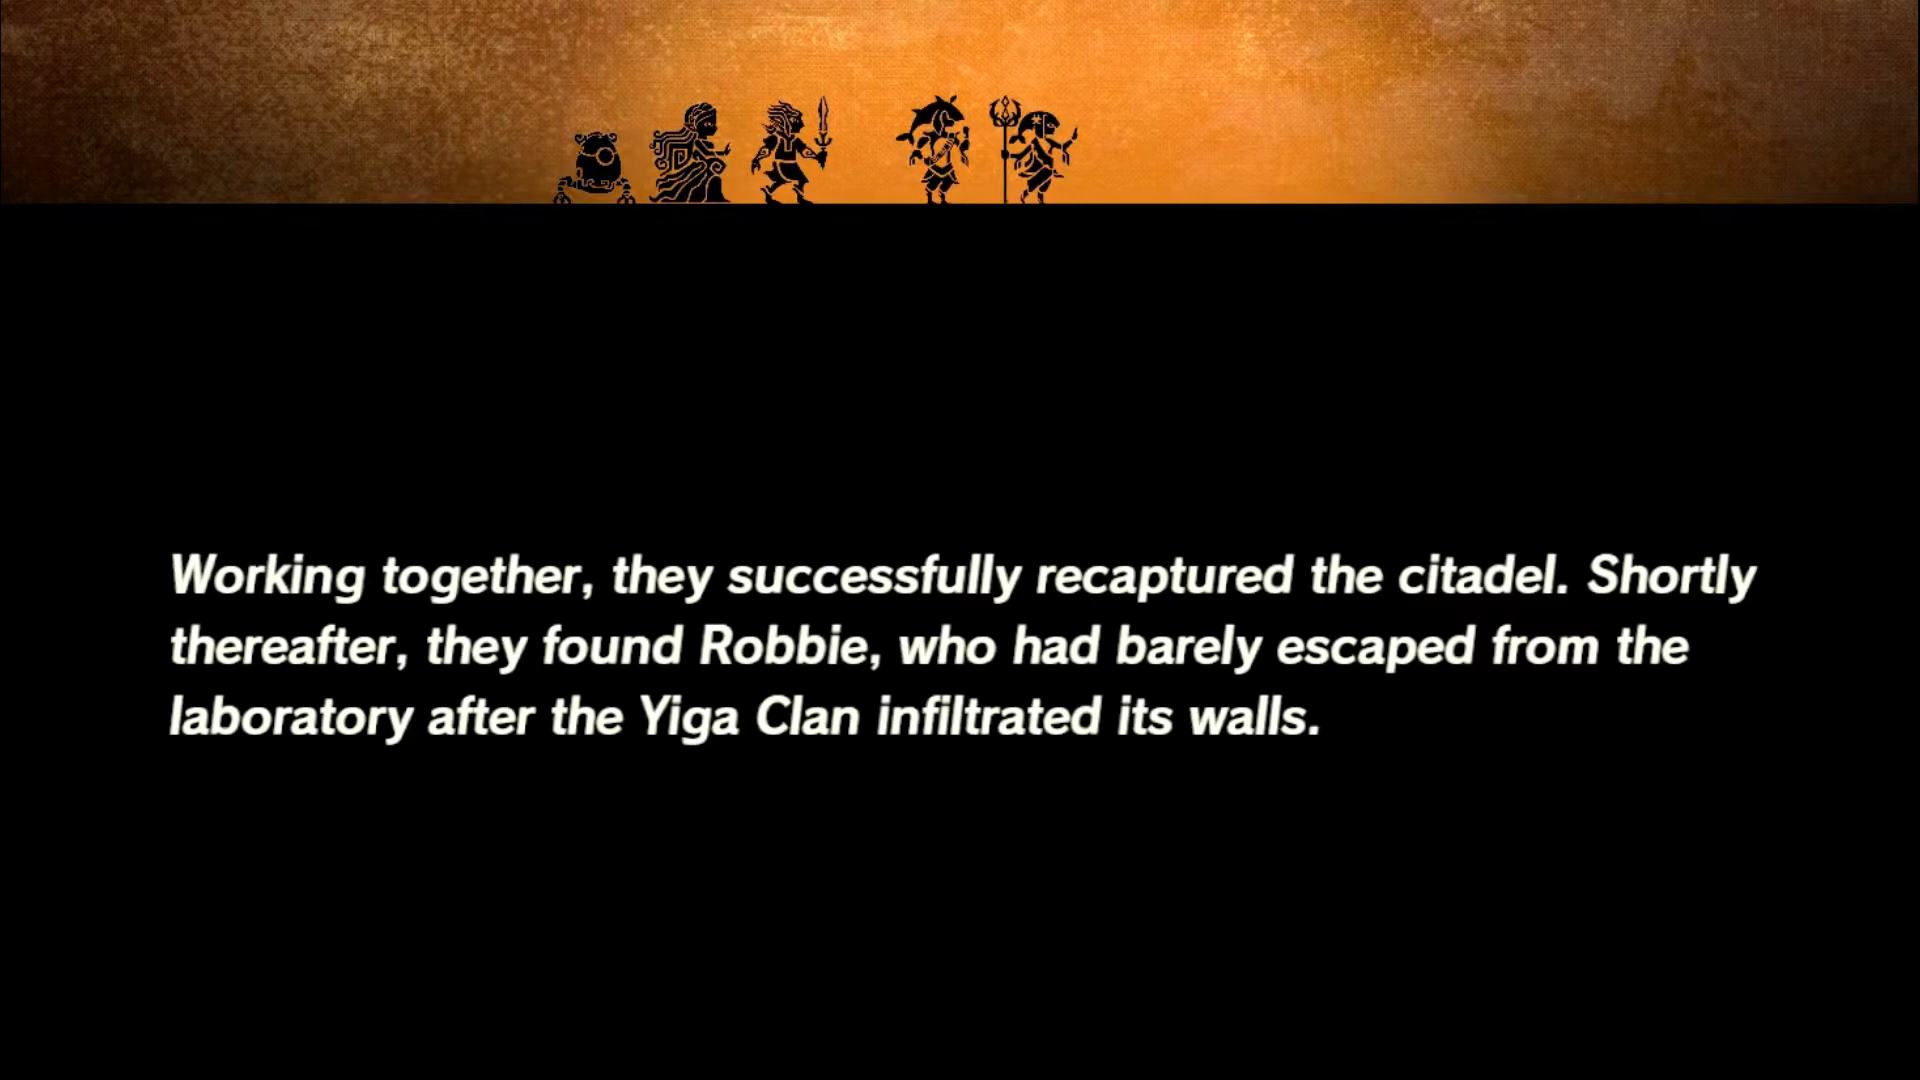 Working together, they successfully recaptured the citadel. Shortly
thereafter, they found Robbie, who had barely escaped from the
laboratory after the Yiga Clan infiltrated its walls.